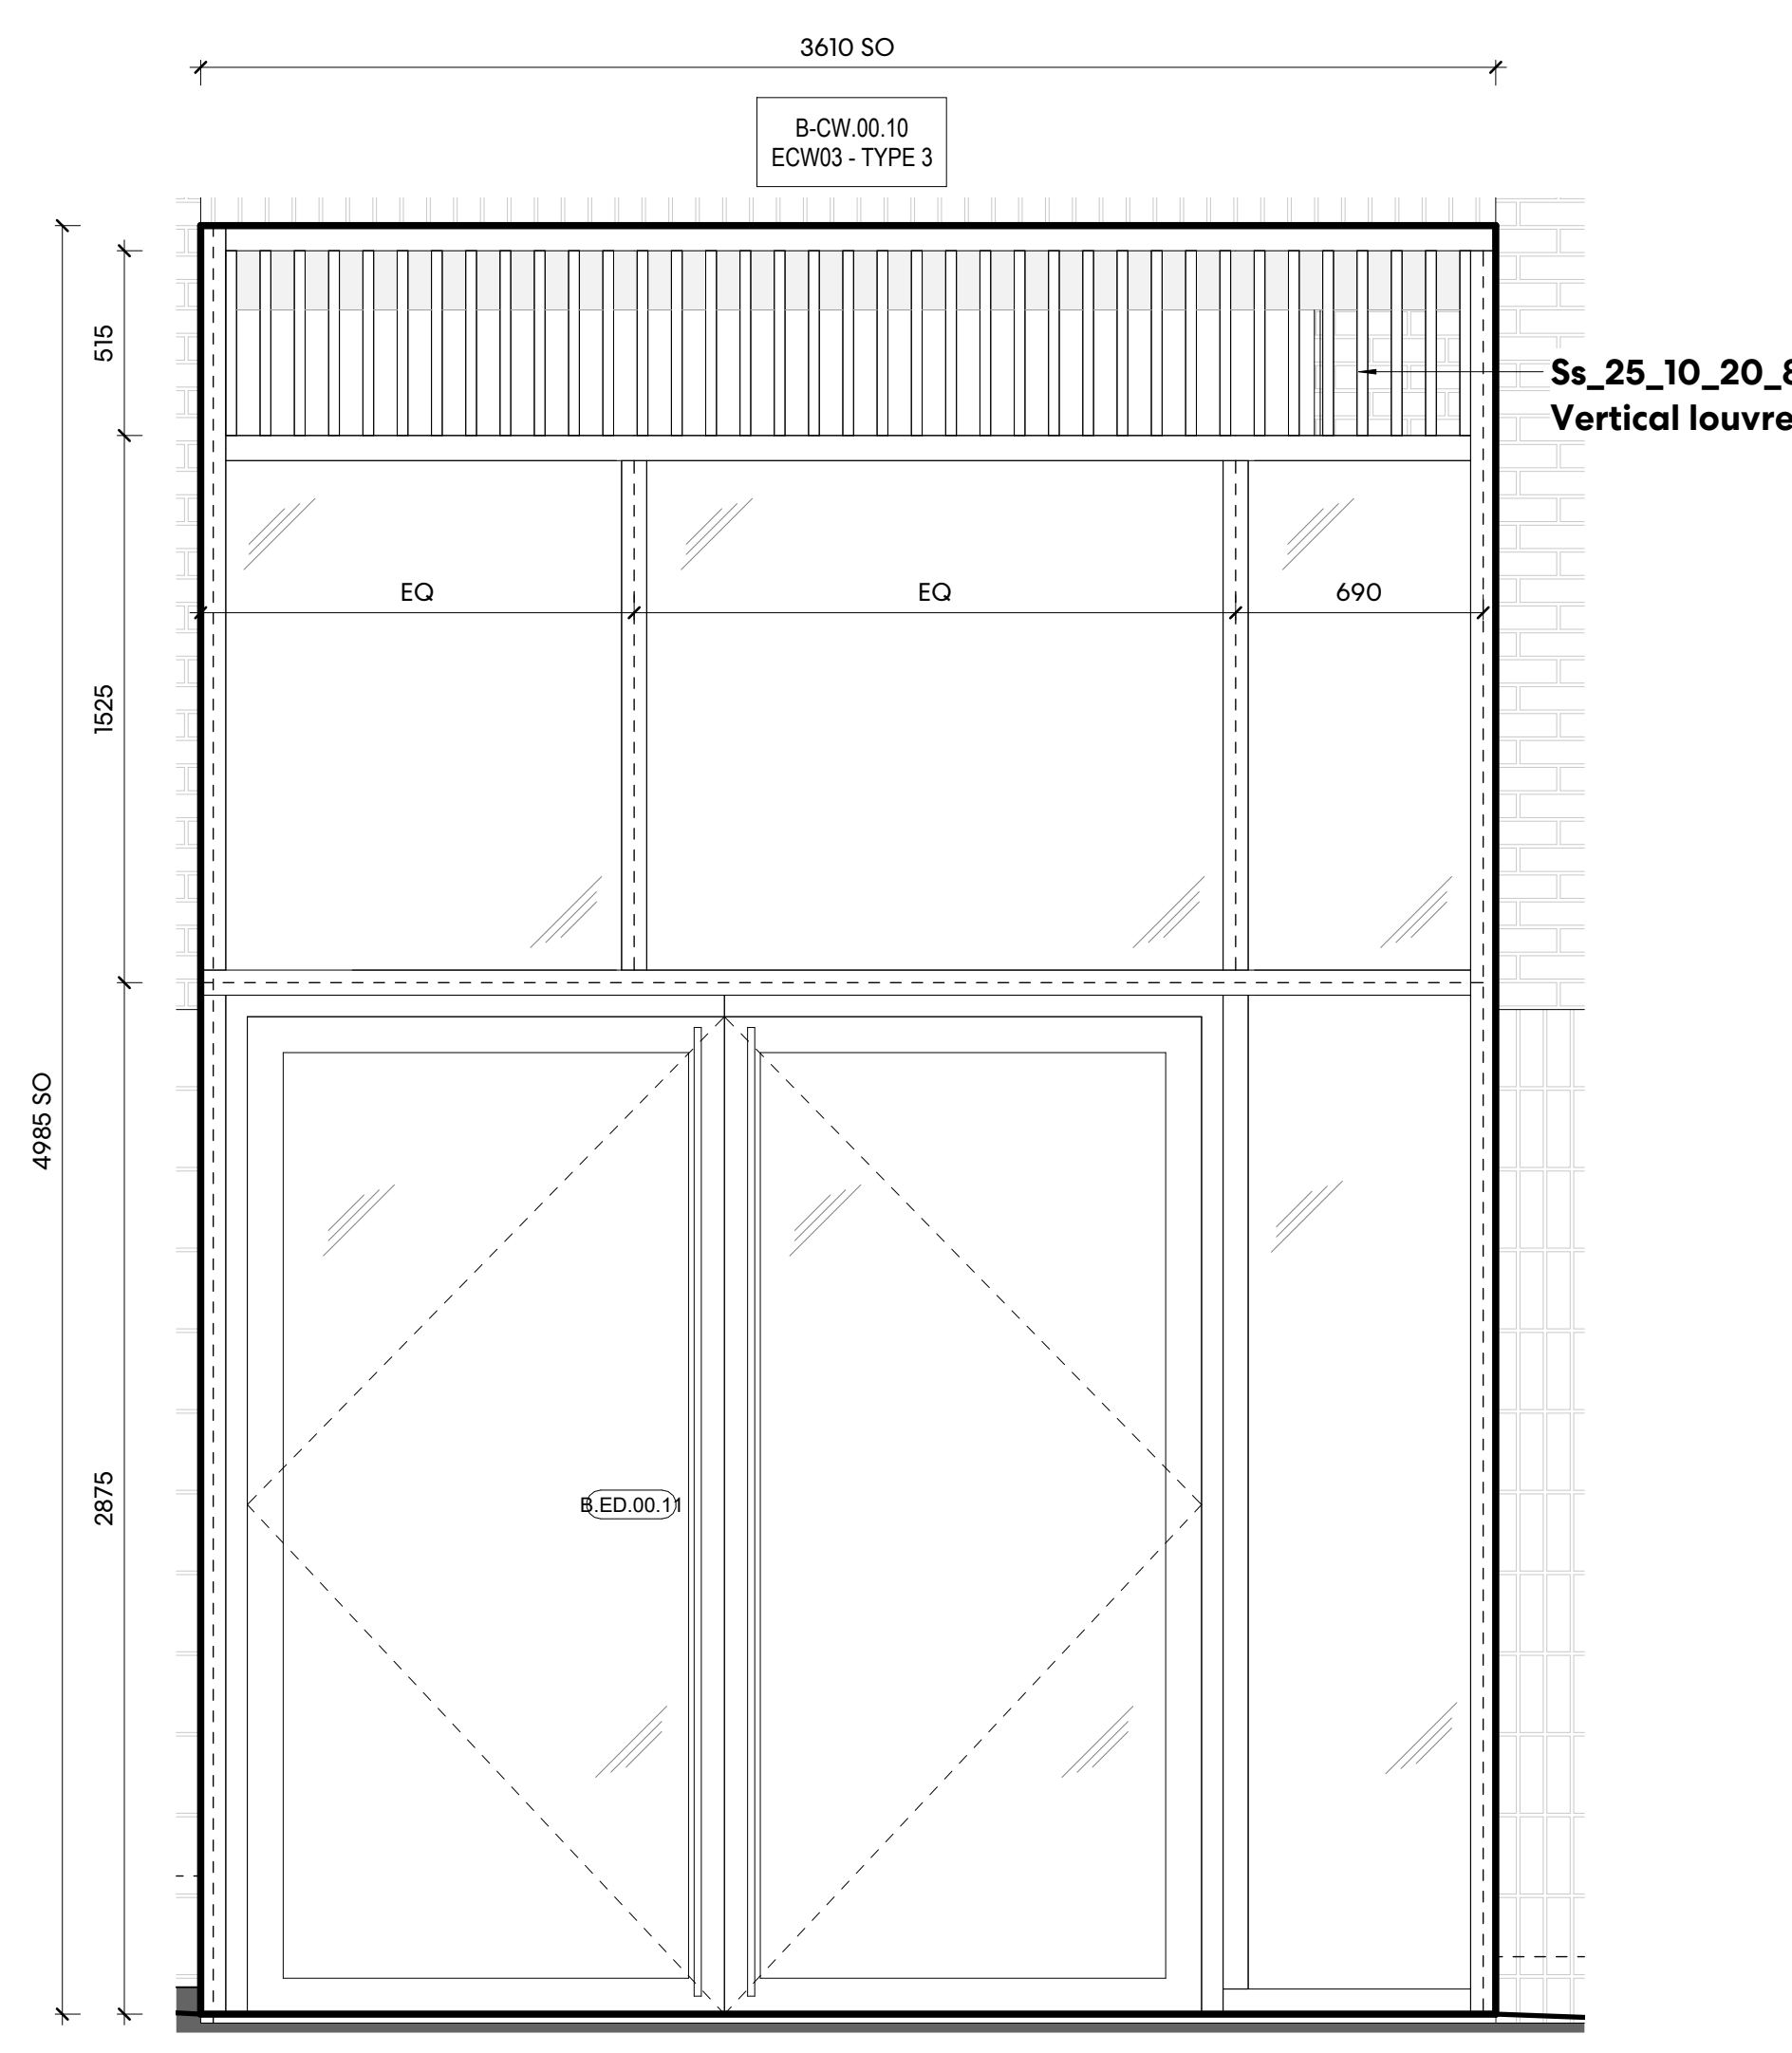 3610 SO
B-CW.00.10
ECW03 - TYPE 3
515
Ss_25_10_20_
Vertical louvre
EQ
EQ
690
1525
4985 SO
2875
B.ED.00.11